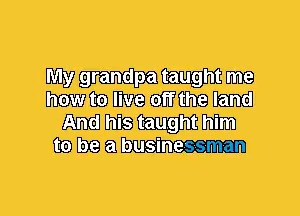 My grandpa taught me
how to live off the land
And his taught him
to be a businessman